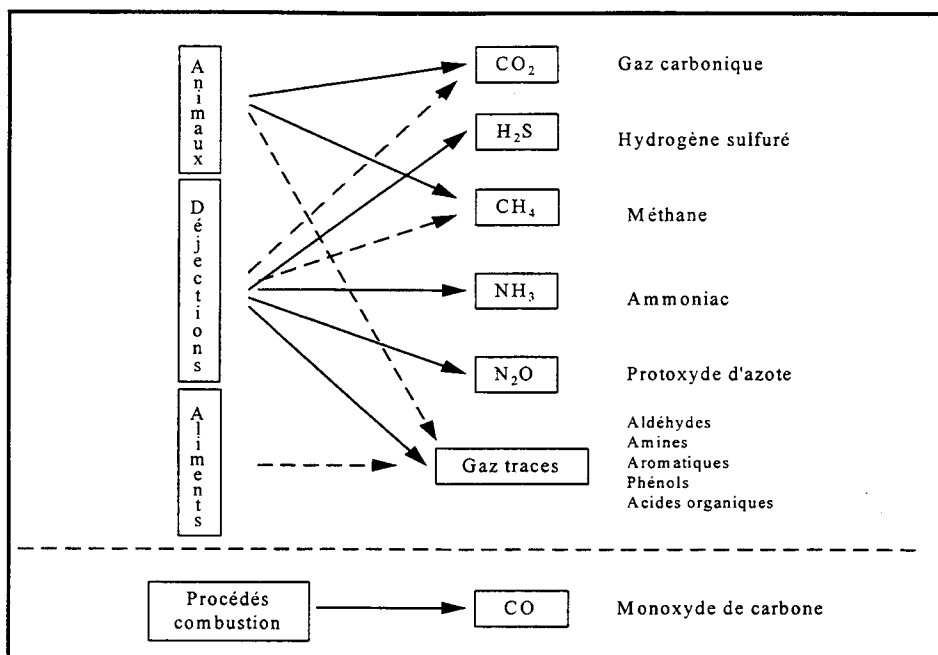 Animaux
CO₂
Gaz carbonique
H₂S
Hydrogène sulfuré
CH₄
Méthane
Déjections
NH₃
Ammoniac
N₂O
Protoxyde d'azote
Aliments
Gaz traces
Aldéhydes
Amines
Aromatiques
Phénols
Acides organiques
Procédés
combustion
CO
Monoxyde de carbone